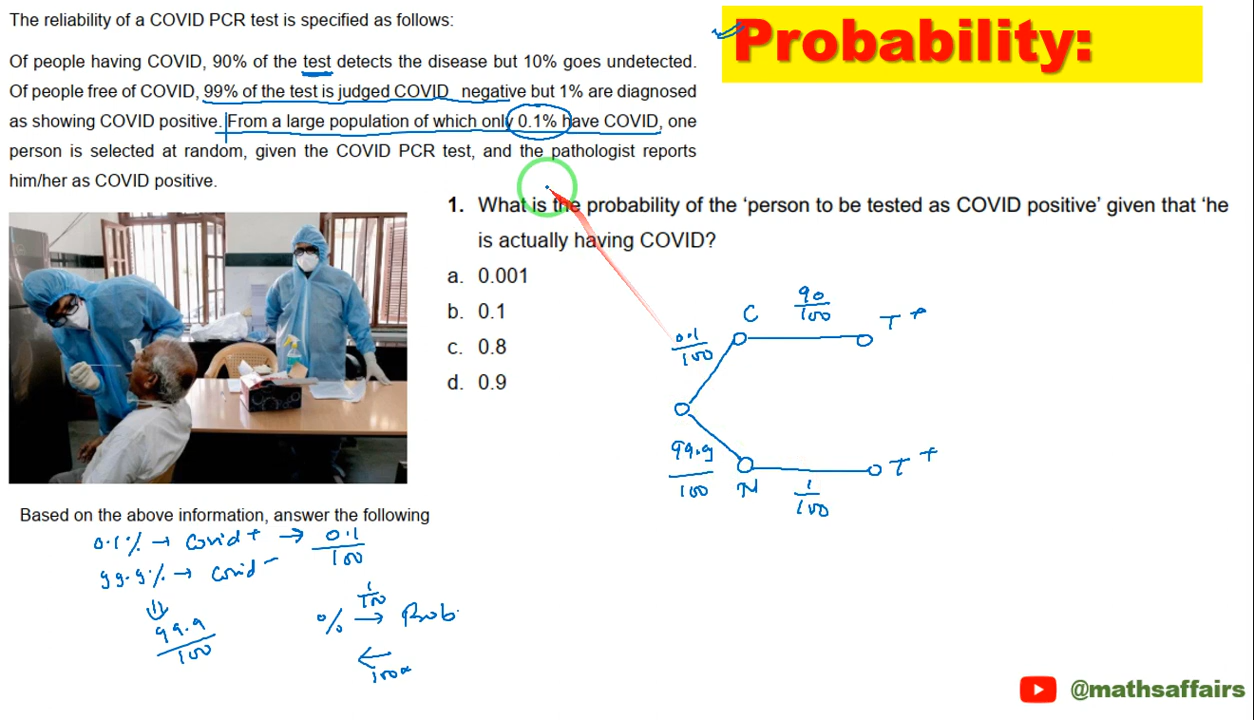 The reliability of a COVID PCR test is specified as follows:
Probability:
Of people having COVID, 90% of the test detects the disease but 10% goes undetected.
Of people free of COVID, 99% of the test is judged COVID negative but 1% are diagnosed
as showing COVID positive. From a large population of which only 0.1% have COVID, one
person is selected at random, given the COVID PCR test, and the pathologist reports
him/her as COVID positive.
1. What is the probability of the 'person to be tested as COVID positive' given that 'he
is actually having COVID?
a. 0.001
b. 0.1
c. 0.8
d. 0.9
C 90/100 T+
0.1/100
99.9/100 N 1/100 T+
Based on the above information, answer the following
0.1% → Covid + → 0.1/100
99.9% → Covid -
⇓
99.9/100
1/100
% → Prob.
←
100×
@mathsaffairs